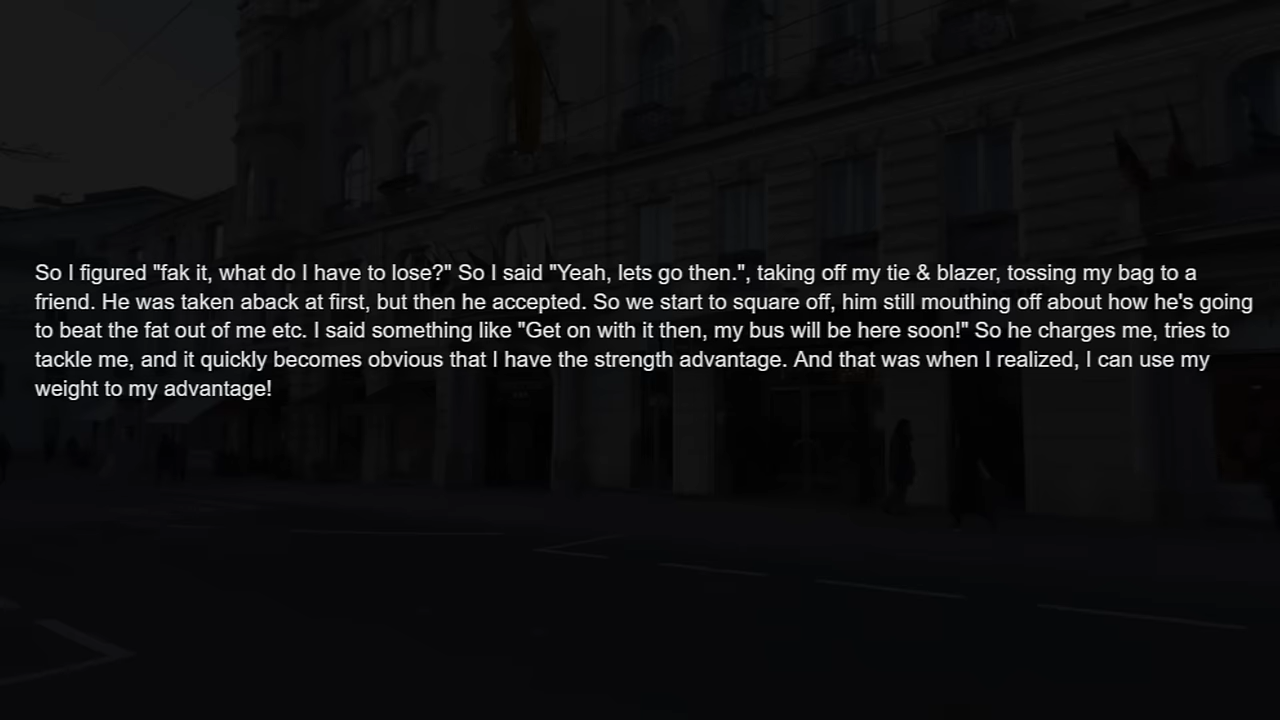 So I figured "fak it, what do I have to lose?" So I said "Yeah, lets go then.", taking off my tie & blazer, tossing my bag to a
friend. He was taken aback at first, but then he accepted. So we start to square off, him still mouthing off about how he's going
to beat the fat out of me etc. I said something like "Get on with it then, my bus will be here soon!" So he charges me, tries to
tackle me, and it quickly becomes obvious that I have the strength advantage. And that was when I realized, I can use my
weight to my advantage!